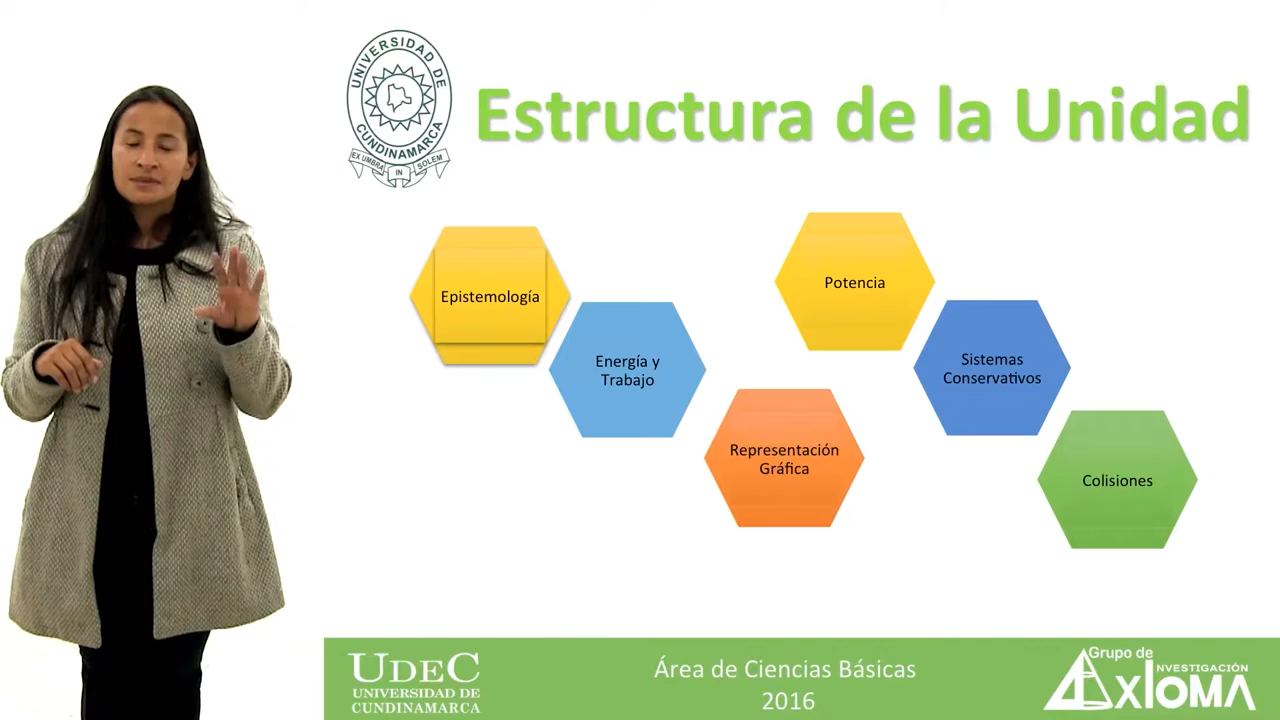 UNIVERSIDAD DE
CUNDINAMARCA
EX UMBRA
IN
SOLEM
Estructura de la Unidad
Epistemología
Energía y
Trabajo
Representación
Gráfica
Potencia
Sistemas
Conservativos
Colisiones
UDEC
UNIVERSIDAD DE
CUNDINAMARCA
Área de Ciencias Básicas
2016
Grupo de
INVESTIGACIÓN
AXIOMA